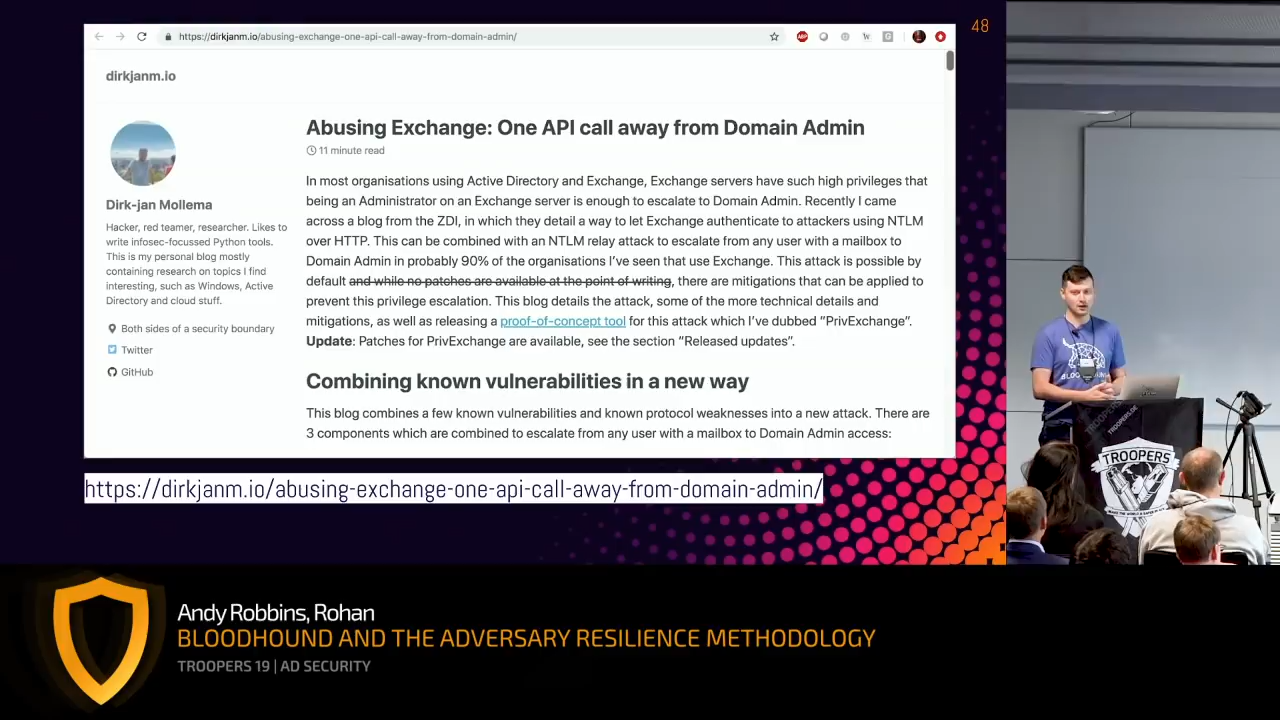 48
https://dirkjanm.io/abusing-exchange-one-api-call-away-from-domain-admin/
dirkjanm.io
Dirk-jan Mollema
Hacker, red teamer, researcher. Likes to
write infosec-focussed Python tools.
This is my personal blog mostly
containing research on topics I find
interesting, such as Windows, Active
Directory and cloud stuff.
Both sides of a security boundary
Twitter
GitHub
Abusing Exchange: One API call away from Domain Admin
11 minute read
In most organisations using Active Directory and Exchange, Exchange servers have such high privileges that
being an Administrator on an Exchange server is enough to escalate to Domain Admin. Recently I came
across a blog from the ZDI, in which they detail a way to let Exchange authenticate to attackers using NTLM
over HTTP. This can be combined with an NTLM relay attack to escalate from any user with a mailbox to
Domain Admin in probably 90% of the organisations I've seen that use Exchange. This attack is possible by
default and while no patches are available at the point of writing, there are mitigations that can be applied to
prevent this privilege escalation. This blog details the attack, some of the more technical details and
mitigations, as well as releasing a proof-of-concept tool for this attack which I've dubbed "PrivExchange".
Update: Patches for PrivExchange are available, see the section "Released updates".
Combining known vulnerabilities in a new way
This blog combines a few known vulnerabilities and known protocol weaknesses into a new attack. There are
3 components which are combined to escalate from any user with a mailbox to Domain Admin access:
https://dirkjanm.io/abusing-exchange-one-api-call-away-from-domain-admin/
TROOPERS
Andy Robbins, Rohan
BLOODHOUND AND THE ADVERSARY RESILIENCE METHODOLOGY
TROOPERS 19 | AD SECURITY